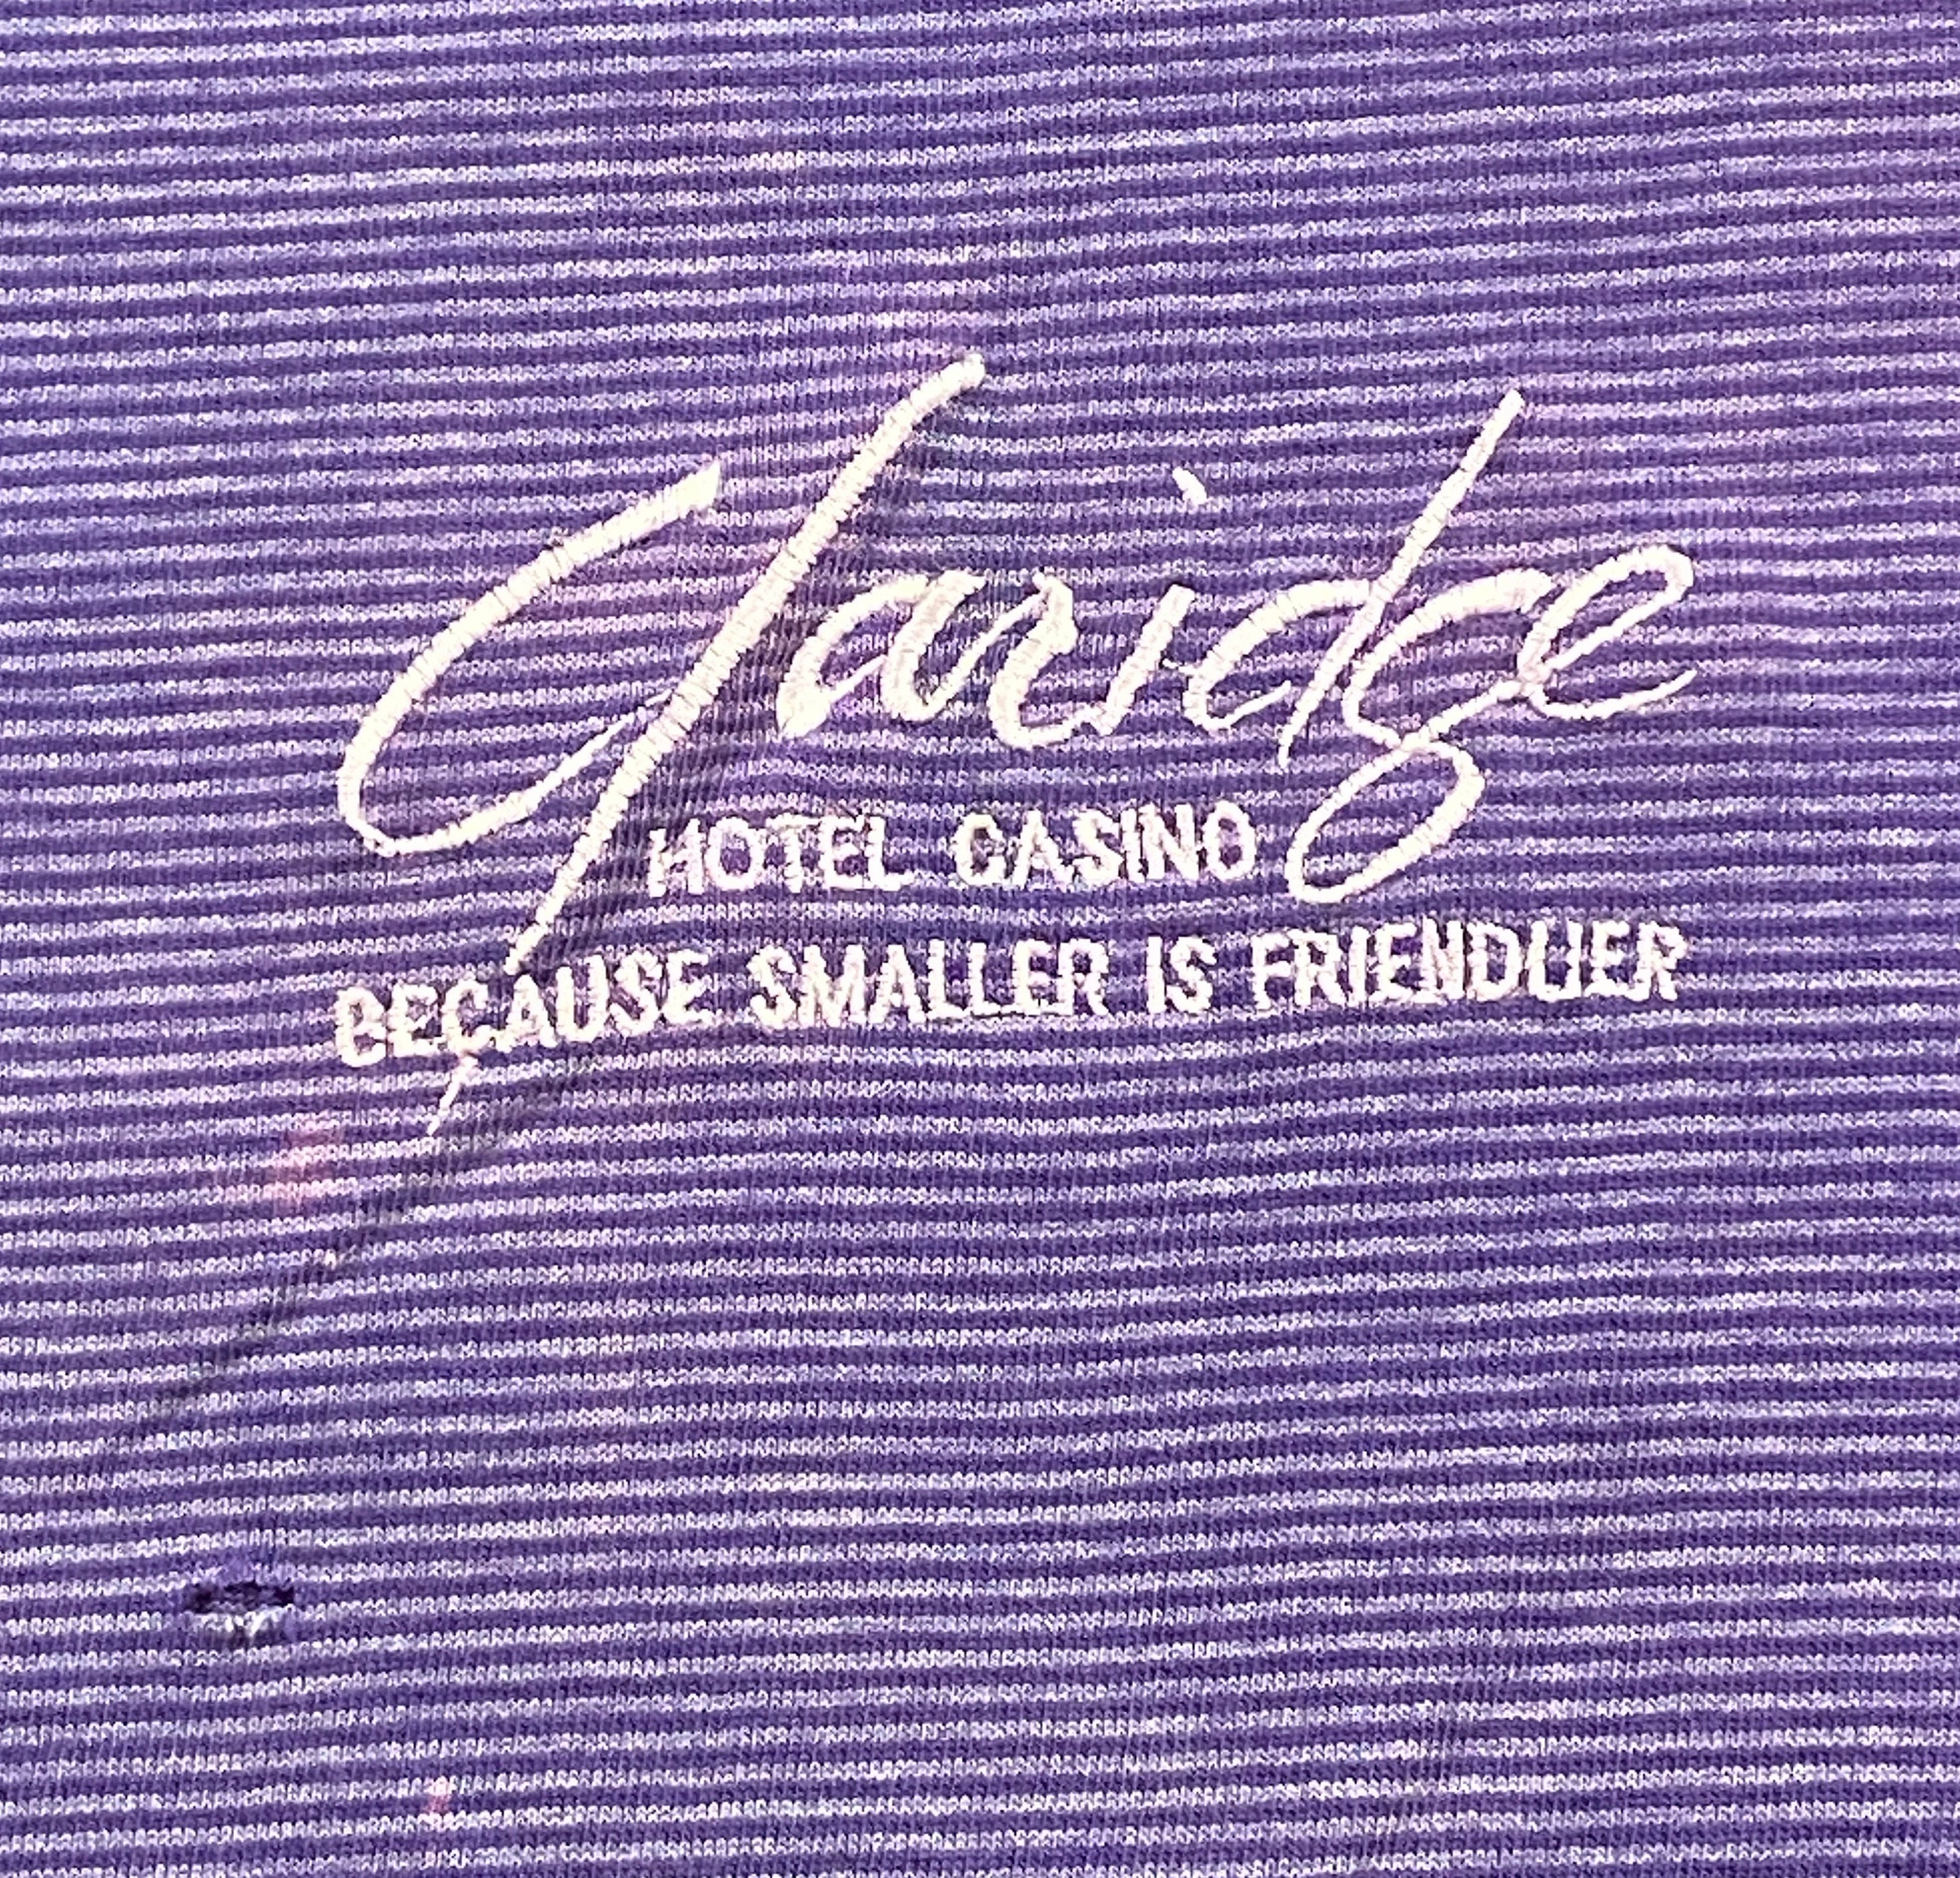 Claridge
HOTEL CASINO
BECAUSE SMALLER IS FRIENDLIER